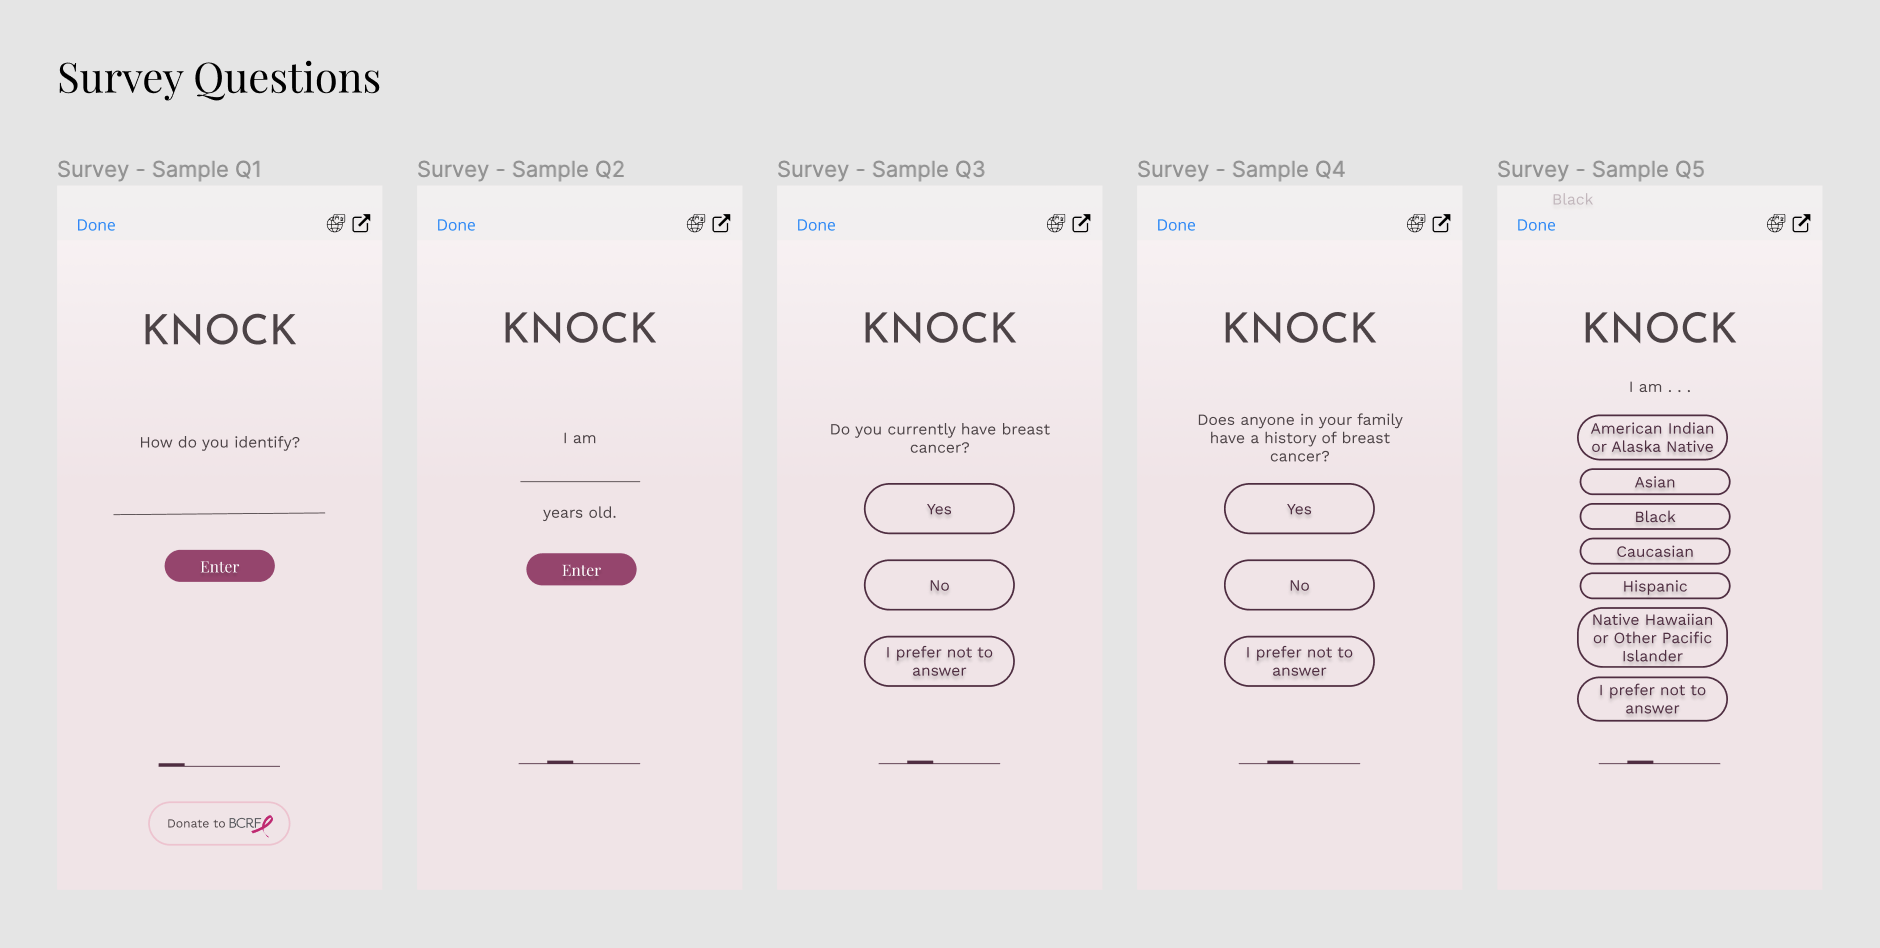 Survey Questions
Survey - Sample Q1
Done
KNOCK
How do you identify?
Enter
Donate to BCRF
Survey - Sample Q2
Done
KNOCK
I am
years old.
Enter
Survey - Sample Q3
Done
KNOCK
Do you currently have breast
cancer?
Yes
No
I prefer not to
answer
Survey - Sample Q4
Done
KNOCK
Does anyone in your family
have a history of breast
cancer?
Yes
No
I prefer not to
answer
Survey - Sample Q5
Black
Done
KNOCK
I am . . .
American Indian
or Alaska Native
Asian
Black
Caucasian
Hispanic
Native Hawaiian
or Other Pacific
Islander
I prefer not to
answer